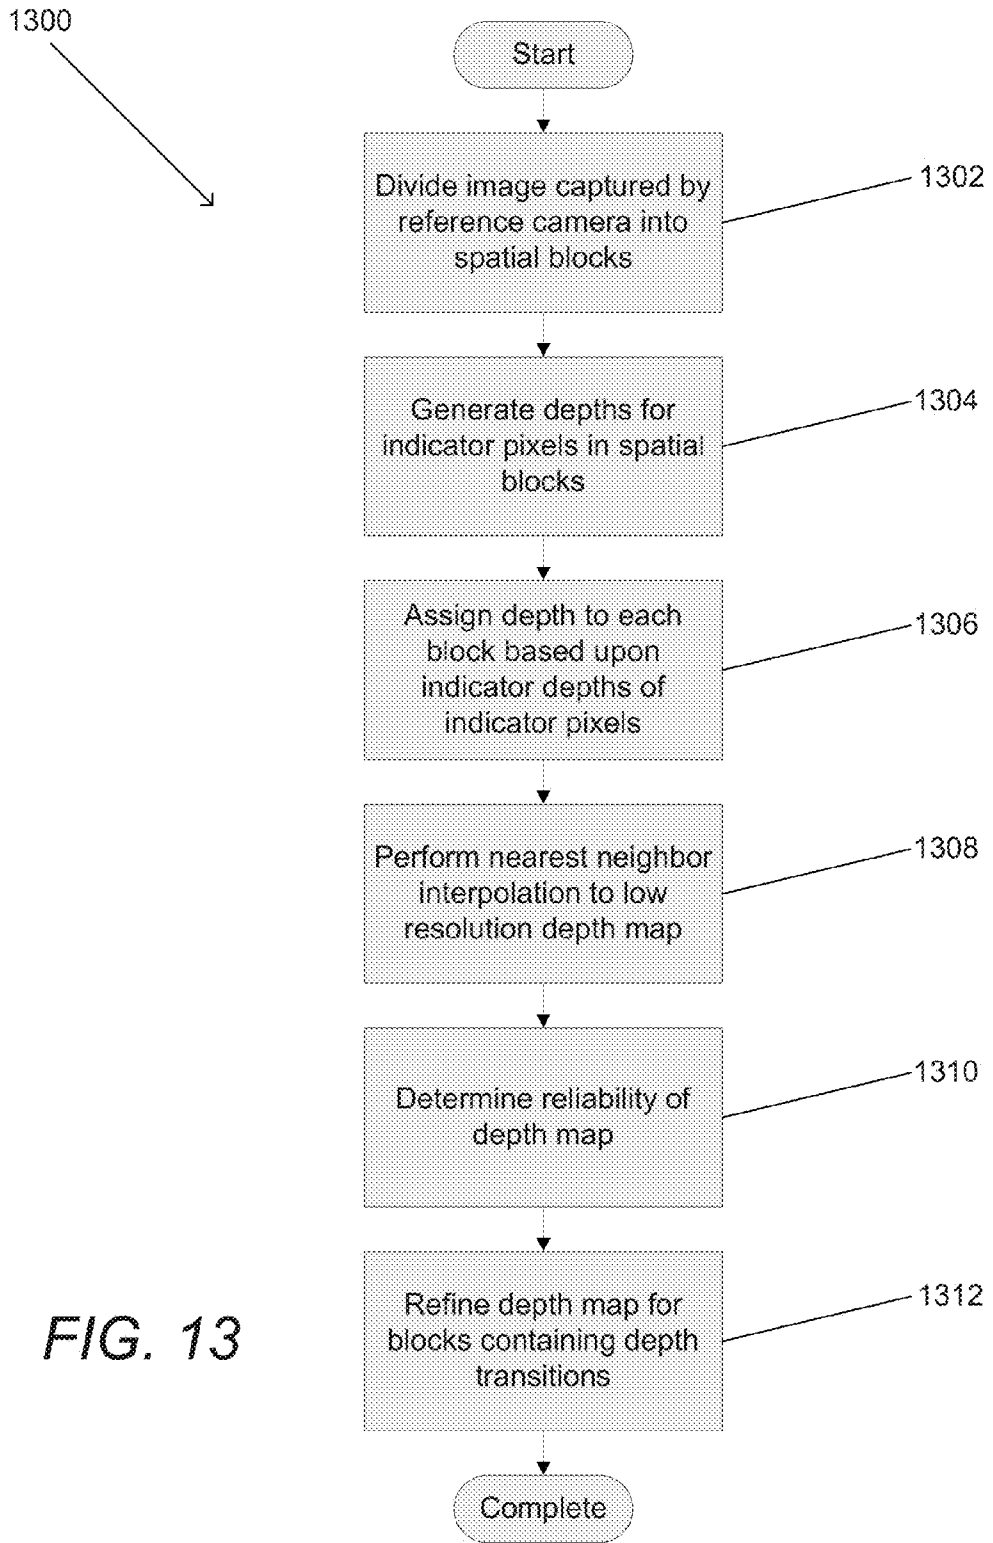 1300
Start
Divide image captured by
reference camera into
spatial blocks
1302
Generate depths for
indicator pixels in spatial
blocks
1304
Assign depth to each
block based upon
indicator depths of
indicator pixels
1306
Perform nearest neighbor
interpolation to low
resolution depth map
1308
Determine reliability of
depth map
1310
Refine depth map for
blocks containing depth
transitions
1312
FIG. 13
Complete